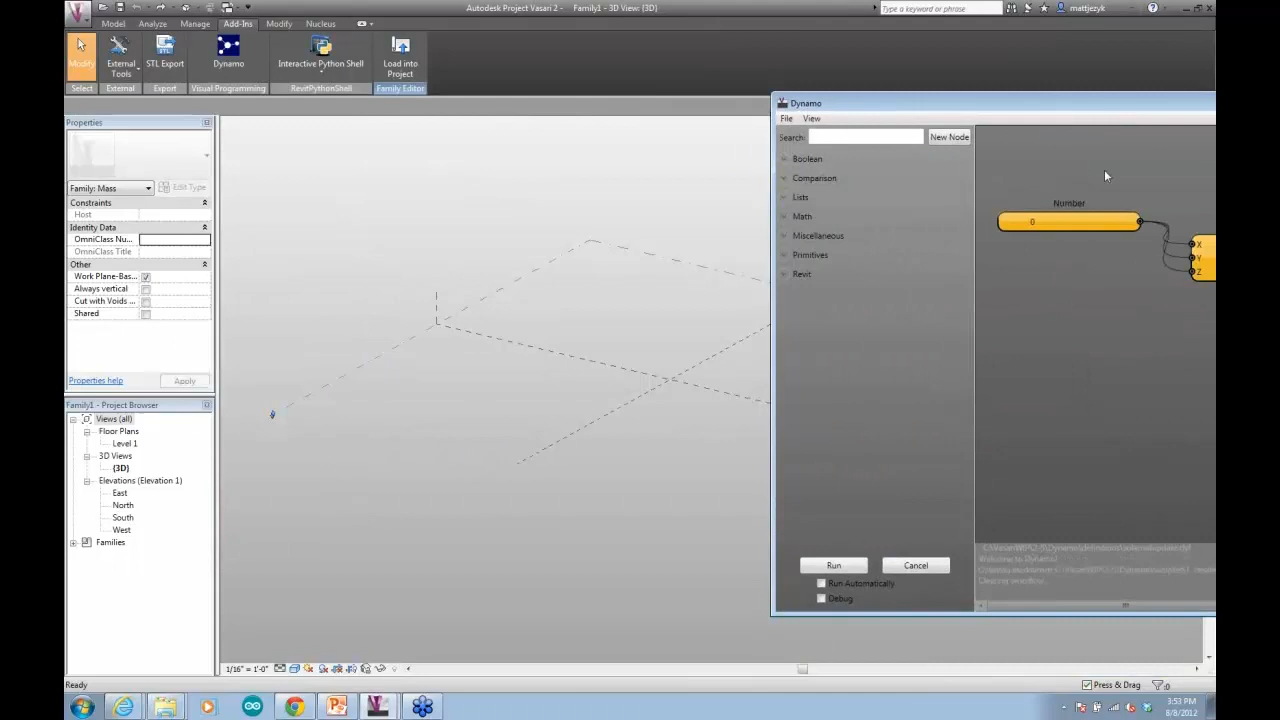 Autodesk Project Vasari 2 - Family1 - 3D View: {3D}
Type a keyword or phrase
mattjezyk
Model Analyze Manage Add-Ins Modify Nucleus
Modify
External Tools
STL Export
Dynamo
Interactive Python Shell
Load into Project
Select External Export Visual Programming RevitPythonShell Family Editor
Properties
Family: Mass
Edit Type
Constraints
Host
Identity Data
OmniClass Nu...
OmniClass Title
Other
Work Plane-Bas...
Always vertical
Cut with Voids ...
Shared
Properties help
Apply
Family1 - Project Browser
Views (all)
Floor Plans
Level 1
3D Views
{3D}
Elevations (Elevation 1)
East
North
South
West
Families
Dynamo
File View
Search:
New Node
Boolean
Comparison
Lists
Math
Miscellaneous
Primitives
Revit
Number
0
X
Y
Z
Run
Cancel
Run Automatically
Debug
Welcome to Dynamo!
1/16" = 1'-0"
Ready
Press & Drag
:0
3:53 PM
8/8/2012